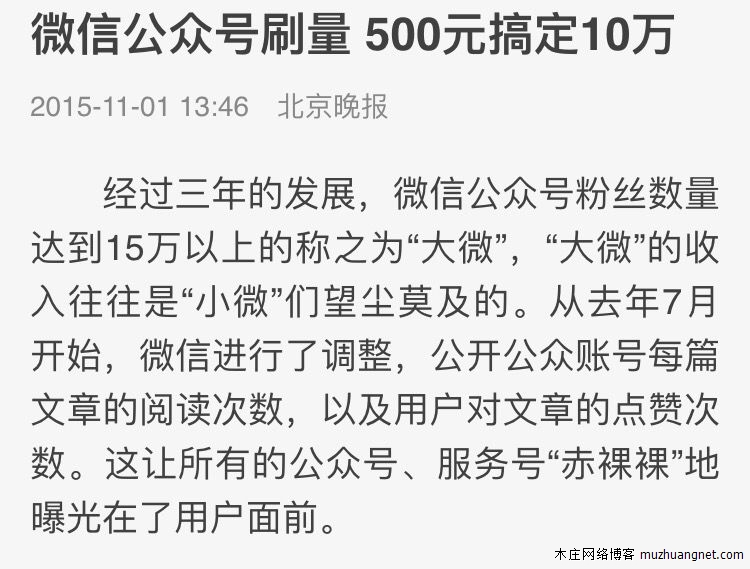 微信公众号刷量 500元搞定10万
2015-11-01 13:46 北京晚报
经过三年的发展，微信公众号粉丝数量
达到15万以上的称之为“大微”，“大微”的收
入往往是“小微”们望尘莫及的。从去年7月
开始，微信进行了调整，公开公众账号每篇
文章的阅读次数，以及用户对文章的点赞次
数。这让所有的公众号、服务号“赤裸裸”地
曝光在了用户面前。
木庄网络博客 muzhuangnet.com